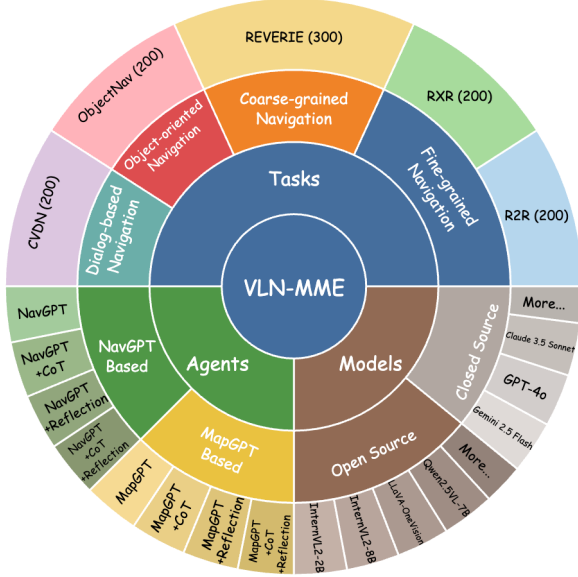 REVERIE (300)
ObjectNav (200)
RXR (200)
CVDN (200)
R2R (200)
Coarse-grained
Navigation
Object-oriented
Navigation
Fine-grained
Navigation
Dialog-based
Navigation
Tasks
VLN-MME
Agents
Models
NavGPT
Based
MapGPT
Based
Open Source
Closed Source
NavGPT
NavGPT
+CoT
NavGPT
+Reflection
NavGPT
+CoT
+Reflection
MapGPT
MapGPT
+CoT
MapGPT
+Reflection
MapGPT
+CoT
+Reflection
InternVL2-2B
InternVL2-8B
LLaVA-OneVision
Qwen2.5VL-7B
More...
Gemini 2.5 Flash
GPT-4o
Claude 3.5 Sonnet
More...